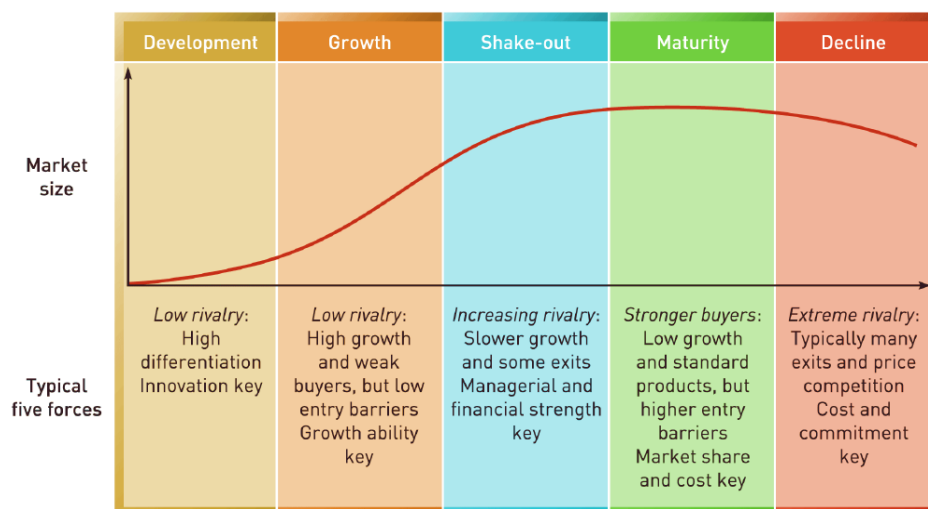 Development
Growth
Shake-out
Maturity
Decline
Market
size
Typical
five forces
Low rivalry:
High
differentiation
Innovation key
Low rivalry:
High growth
and weak
buyers, but low
entry barriers
Growth ability
key
Increasing rivalry:
Slower growth
and some exits
Managerial and
financial strength
key
Stronger buyers:
Low growth
and standard
products, but
higher entry
barriers
Market share
and cost key
Extreme rivalry:
Typically many
exits and price
competition
Cost and
commitment
key